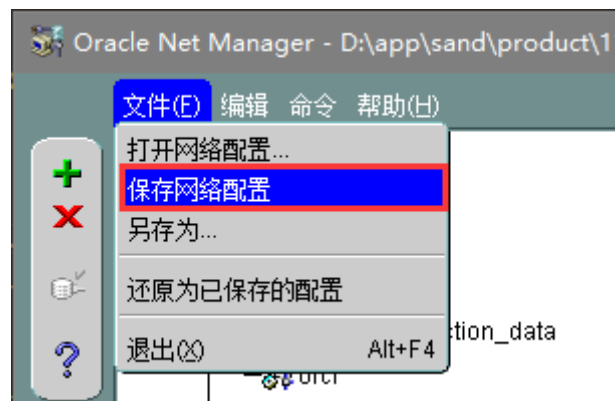 Oracle Net Manager - D:\app\sand\product\1
文件(F) 编辑 命令 帮助(H)
打开网络配置...
保存网络配置
另存为...
还原为已保存的配置
退出(X) Alt+F4
ction_data
orcl